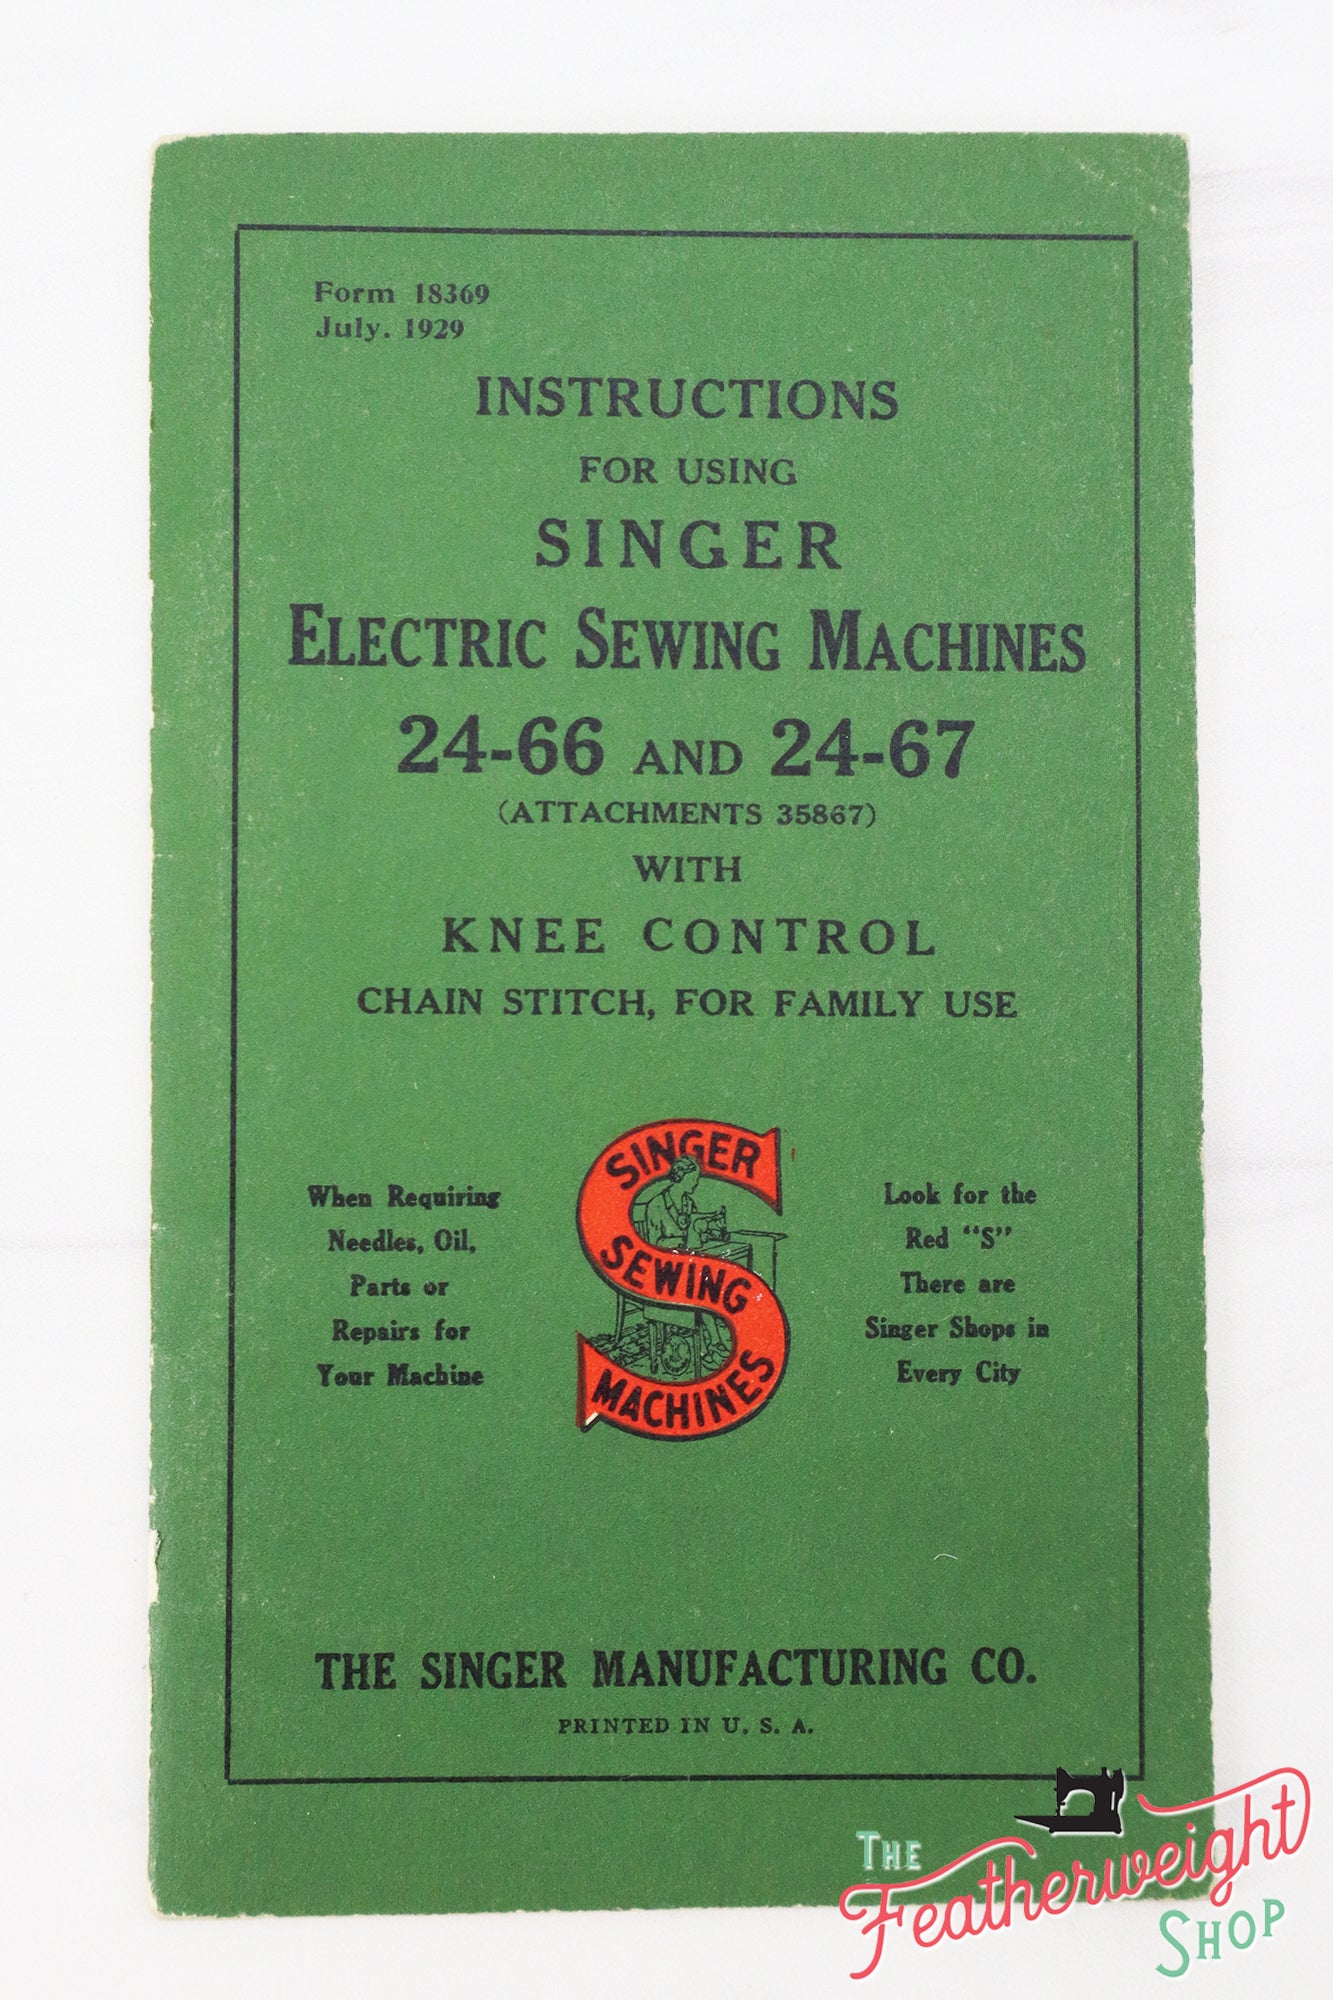 Form 18369
July. 1929
INSTRUCTIONS
FOR USING
SINGER
ELECTRIC SEWING MACHINES
24-66 AND 24-67
(ATTACHMENTS 35867)
WITH
KNEE CONTROL
CHAIN STITCH, FOR FAMILY USE
When Requiring
Needles, Oil,
Parts or
Repairs for
Your Machine
SINGER
SEWING
MACHINES
Look for the
Red "S"
There are
Singer Shops in
Every City
THE SINGER MANUFACTURING CO.
PRINTED IN U. S. A.
THE
Featherweight
SHOP